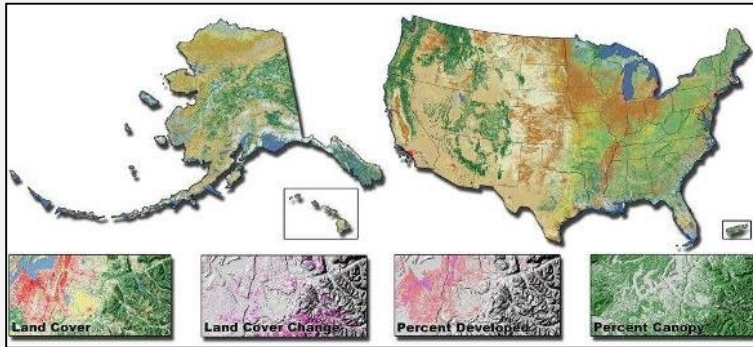 Land Cover
Land Cover Change
Percent Developed
Percent Canopy